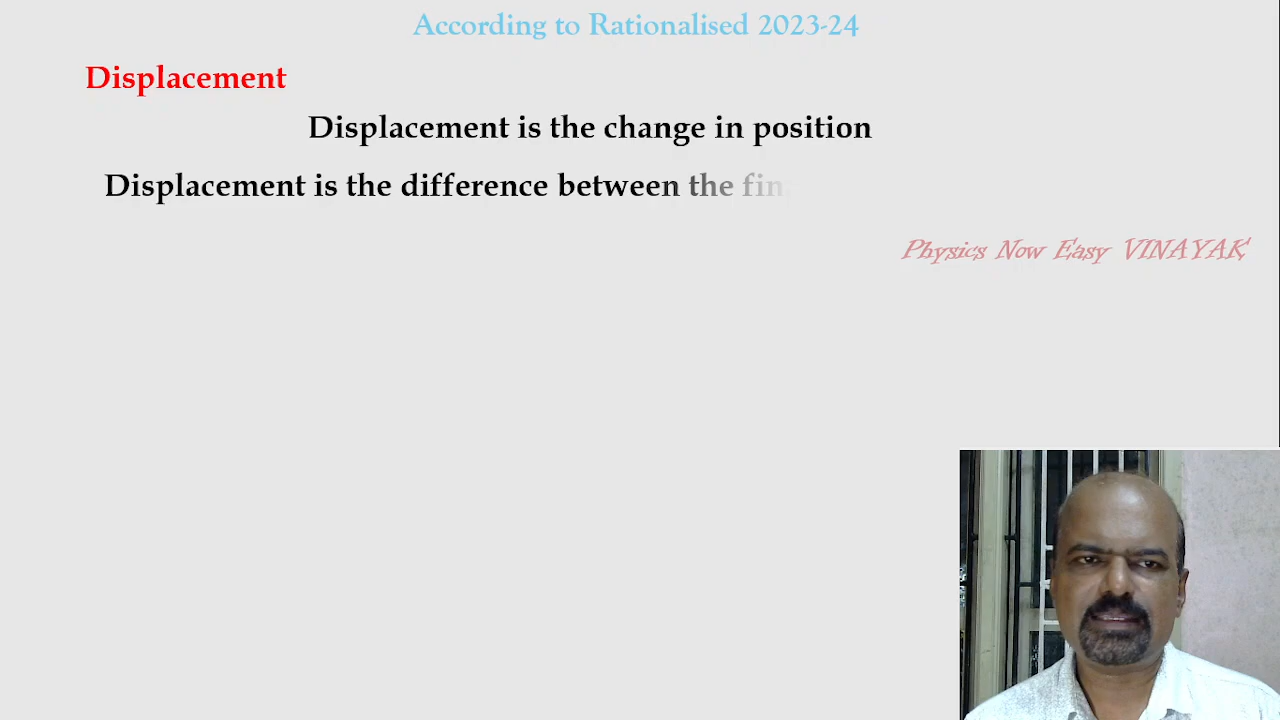 According to Rationalised 2023-24
Displacement
Displacement is the change in position
Displacement is the difference between the fin
Physics Now Easy VINAYAK